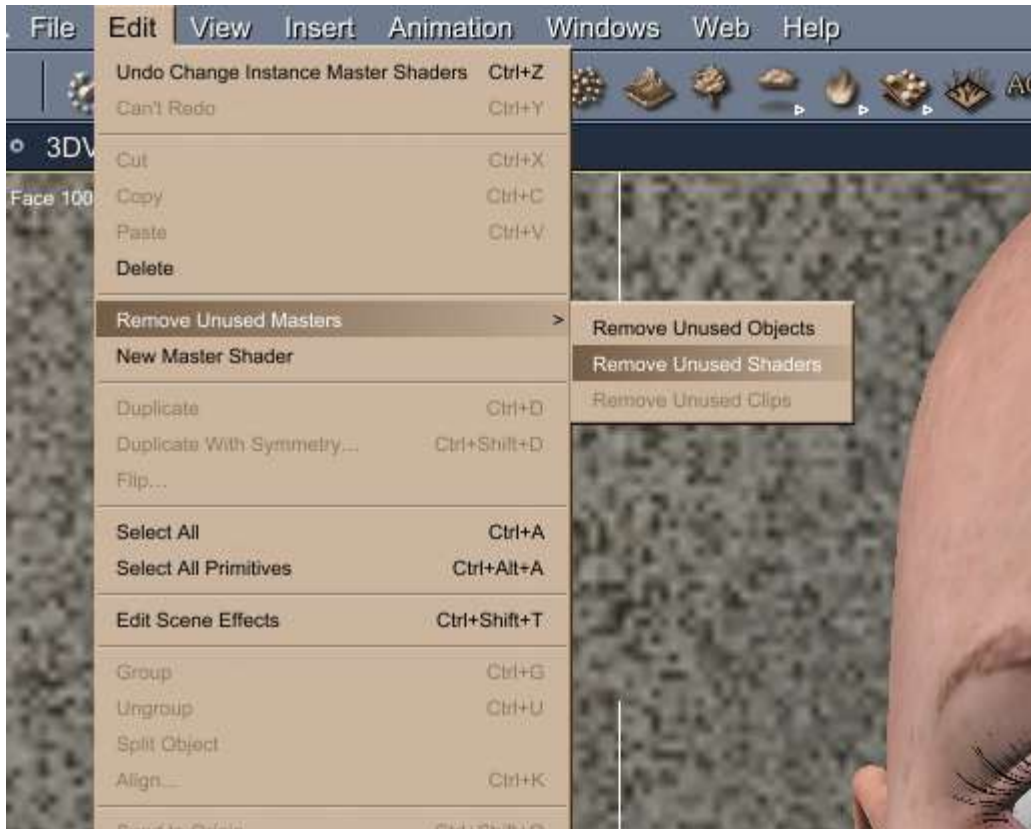 File Edit View Insert Animation Windows Web Help
Undo Change Instance Master Shaders Ctrl+Z
Can't Redo Ctrl+Y
3DV
Face 100
Cut Ctrl+X
Copy Ctrl+C
Paste Ctrl+V
Delete
Remove Unused Masters >
New Master Shader
Remove Unused Objects
Remove Unused Shaders
Remove Unused Clips
Duplicate Ctrl+D
Duplicate With Symmetry... Ctrl+Shift+D
Flip...
Select All Ctrl+A
Select All Primitives Ctrl+Alt+A
Edit Scene Effects Ctrl+Shift+T
Group Ctrl+G
Ungroup Ctrl+U
Split Object
Align... Ctrl+K